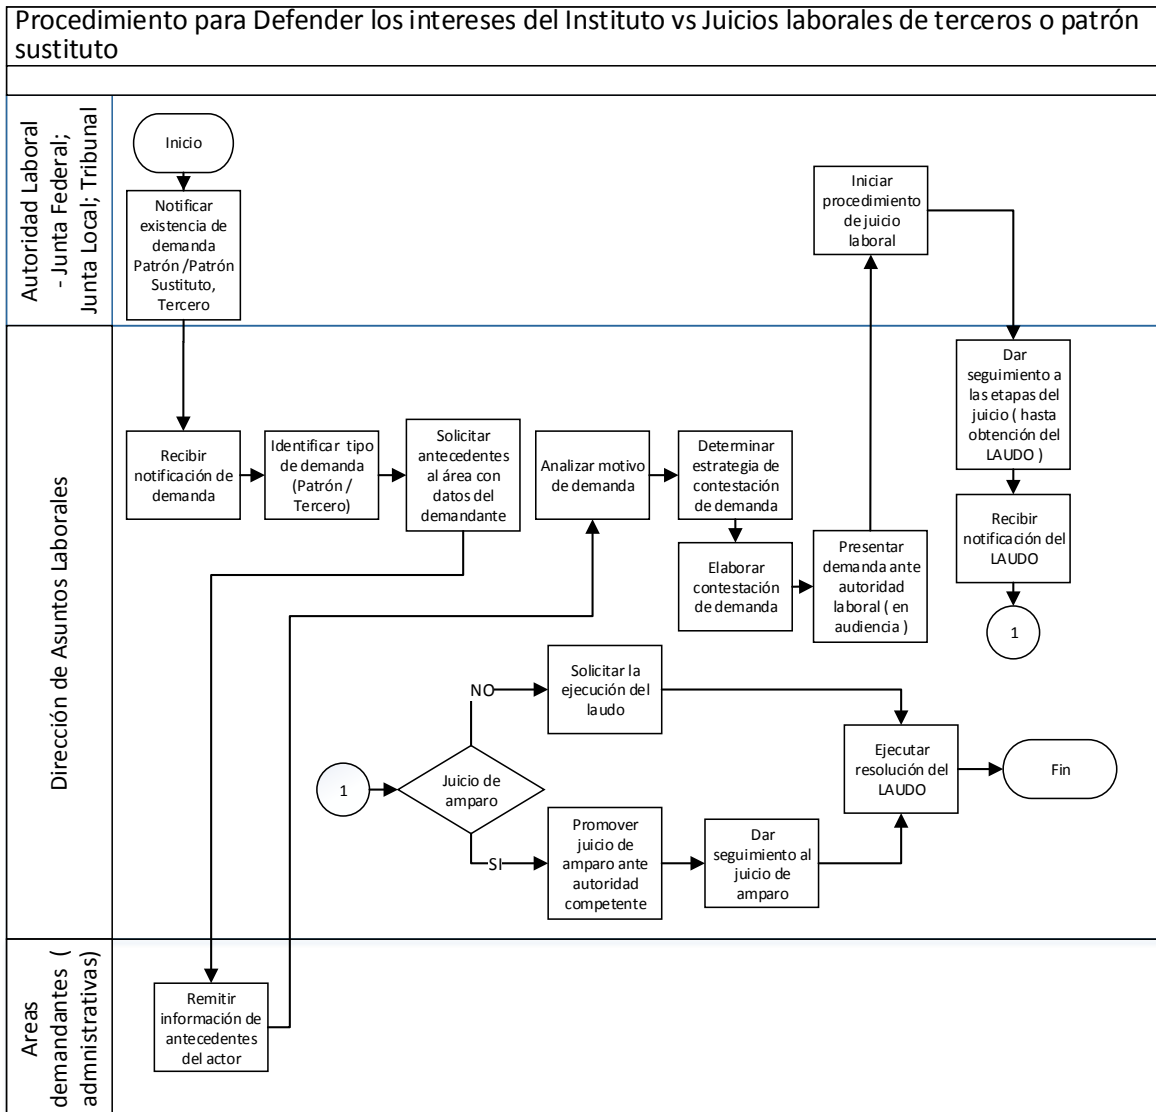 Procedimiento para Defender los intereses del Instituto vs Juicios laborales de terceros o patrón
sustituto
Autoridad Laboral
- Junta Federal;
Junta Local; Tribunal
Inicio
Notificar
existencia de
demanda
Patrón /Patrón
Sustituto,
Tercero
Iniciar
procedimiento
de juicio
laboral
Dirección de Asuntos Laborales
Recibir
notificación de
demanda
Identificar tipo
de demanda
(Patrón /
Tercero)
Solicitar
antecedentes
al área con
datos del
demandante
Analizar motivo
de demanda
Determinar
estrategia de
contestación
de demanda
Elaborar
contestación
de demanda
Presentar
demanda ante
autoridad
laboral ( en
audiencia )
Dar
seguimiento a
las etapas del
juicio ( hasta
obtención del
LAUDO )
Recibir
notificación del
LAUDO
1
1
Juicio de
amparo
NO
Solicitar la
ejecución del
laudo
SI
Promover
juicio de
amparo ante
autoridad
competente
Dar
seguimiento al
juicio de
amparo
Ejecutar
resolución del
LAUDO
Fin
Areas
demandantes (
admnistrativas)
Remitir
información de
antecedentes
del actor